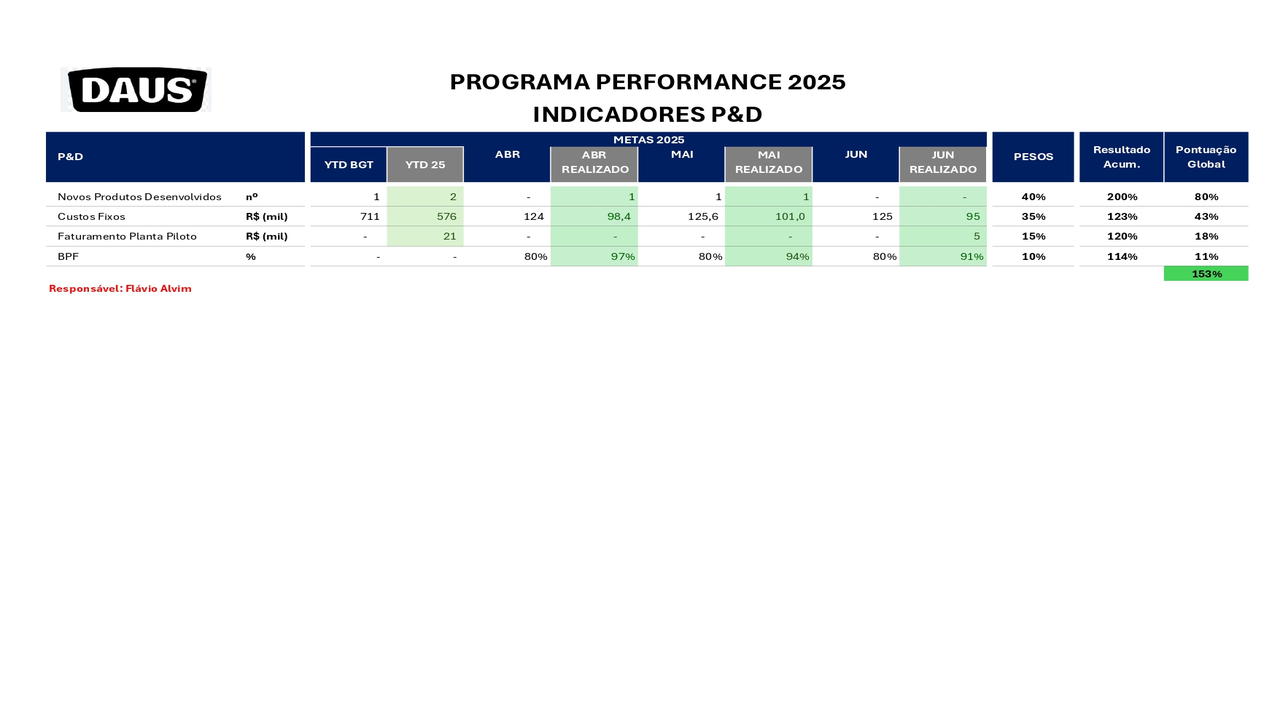 DAUS®
PROGRAMA PERFORMANCE 2025
INDICADORES P&D
P&D
METAS 2025
YTD BGT YTD 25 ABR ABR REALIZADO MAI MAI REALIZADO JUN JUN REALIZADO PESOS Resultado Acum. Pontuação Global
Novos Produtos Desenvolvidos nº 1 2 - 1 1 1 - - 40% 200% 80%
Custos Fixos R$ (mil) 711 576 124 98,4 125,6 101,0 125 95 35% 123% 43%
Faturamento Planta Piloto R$ (mil) - 21 - - - - - 5 15% 120% 18%
BPF % - - 80% 97% 80% 94% 80% 91% 10% 114% 11%
153%
Responsável: Flávio Alvim